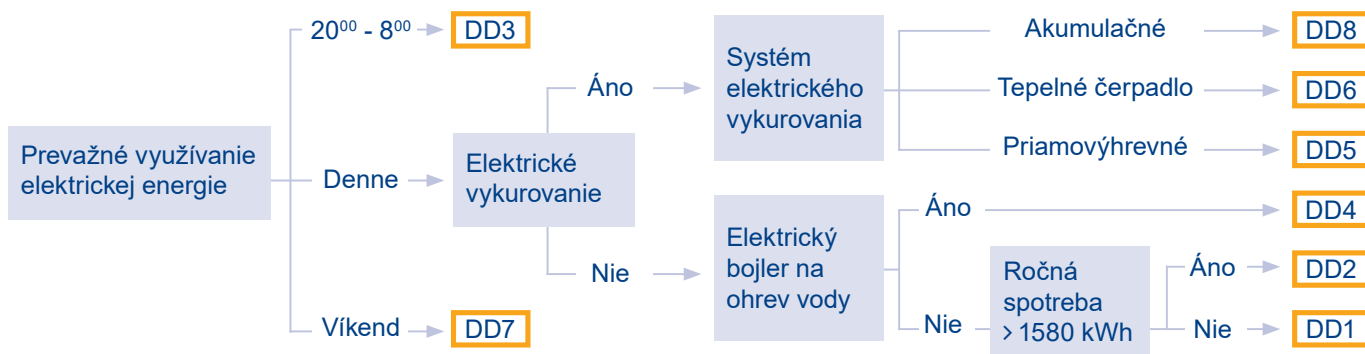 Prevažné využívanie
elektrickej energie
20⁰⁰ - 8⁰⁰
DD3
Denne
Víkend
DD7
Elektrické
vykurovanie
Áno
Nie
Systém
elektrického
vykurovania
Akumulačné
DD8
Tepelné čerpadlo
DD6
Priamovýhrevné
DD5
Elektrický
bojler na
ohrev vody
Áno
DD4
Nie
Ročná
spotreba
> 1580 kWh
Áno
DD2
Nie
DD1